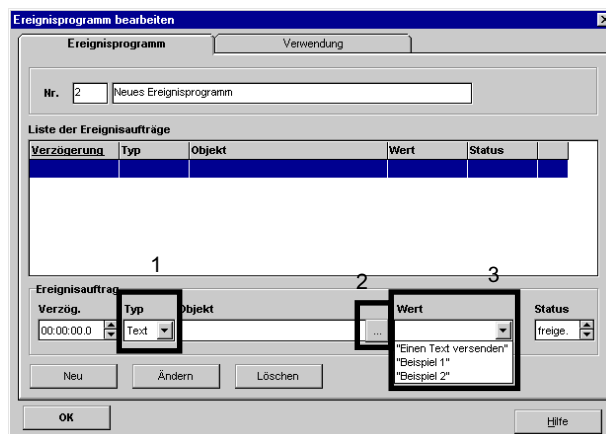 Ereignisprogramm bearbeiten
Ereignisprogramm Verwendung
Nr. 2 Neues Ereignisprogramm
Liste der Ereignisaufträge
Verzögerung Typ Objekt Wert Status
1 2 3
Ereignisauftrag
Verzög. Typ Objekt Wert Status
00:00:00.0 Text ... freige.
"Einen Text versenden"
"Beispiel 1"
"Beispiel 2"
Neu Ändern Löschen
OK Hilfe